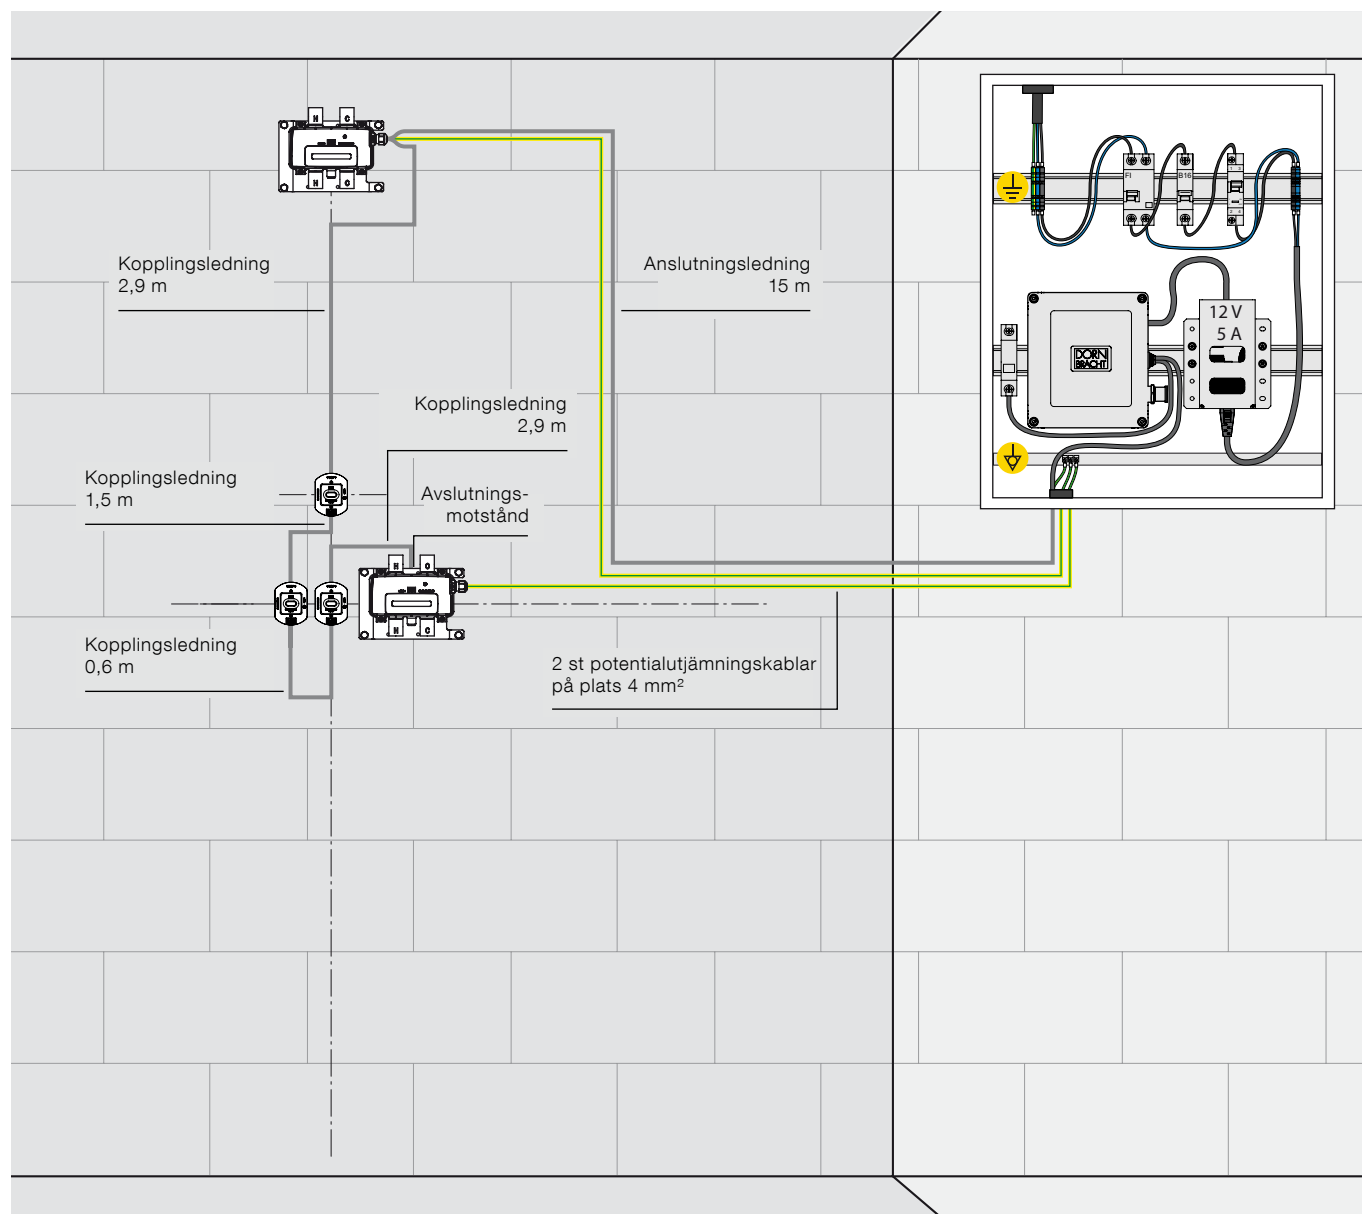 H C
H C
FI
B16
Kopplingsledning
2,9 m
Anslutningsledning
15 m
12 V
5 A
DORN
BRACHT
Kopplingsledning
2,9 m
Kopplingsledning
1,5 m
Avslutnings-
motstånd
H C
H C
Kopplingsledning
0,6 m
2 st potentialutjämningskablar
på plats 4 mm²